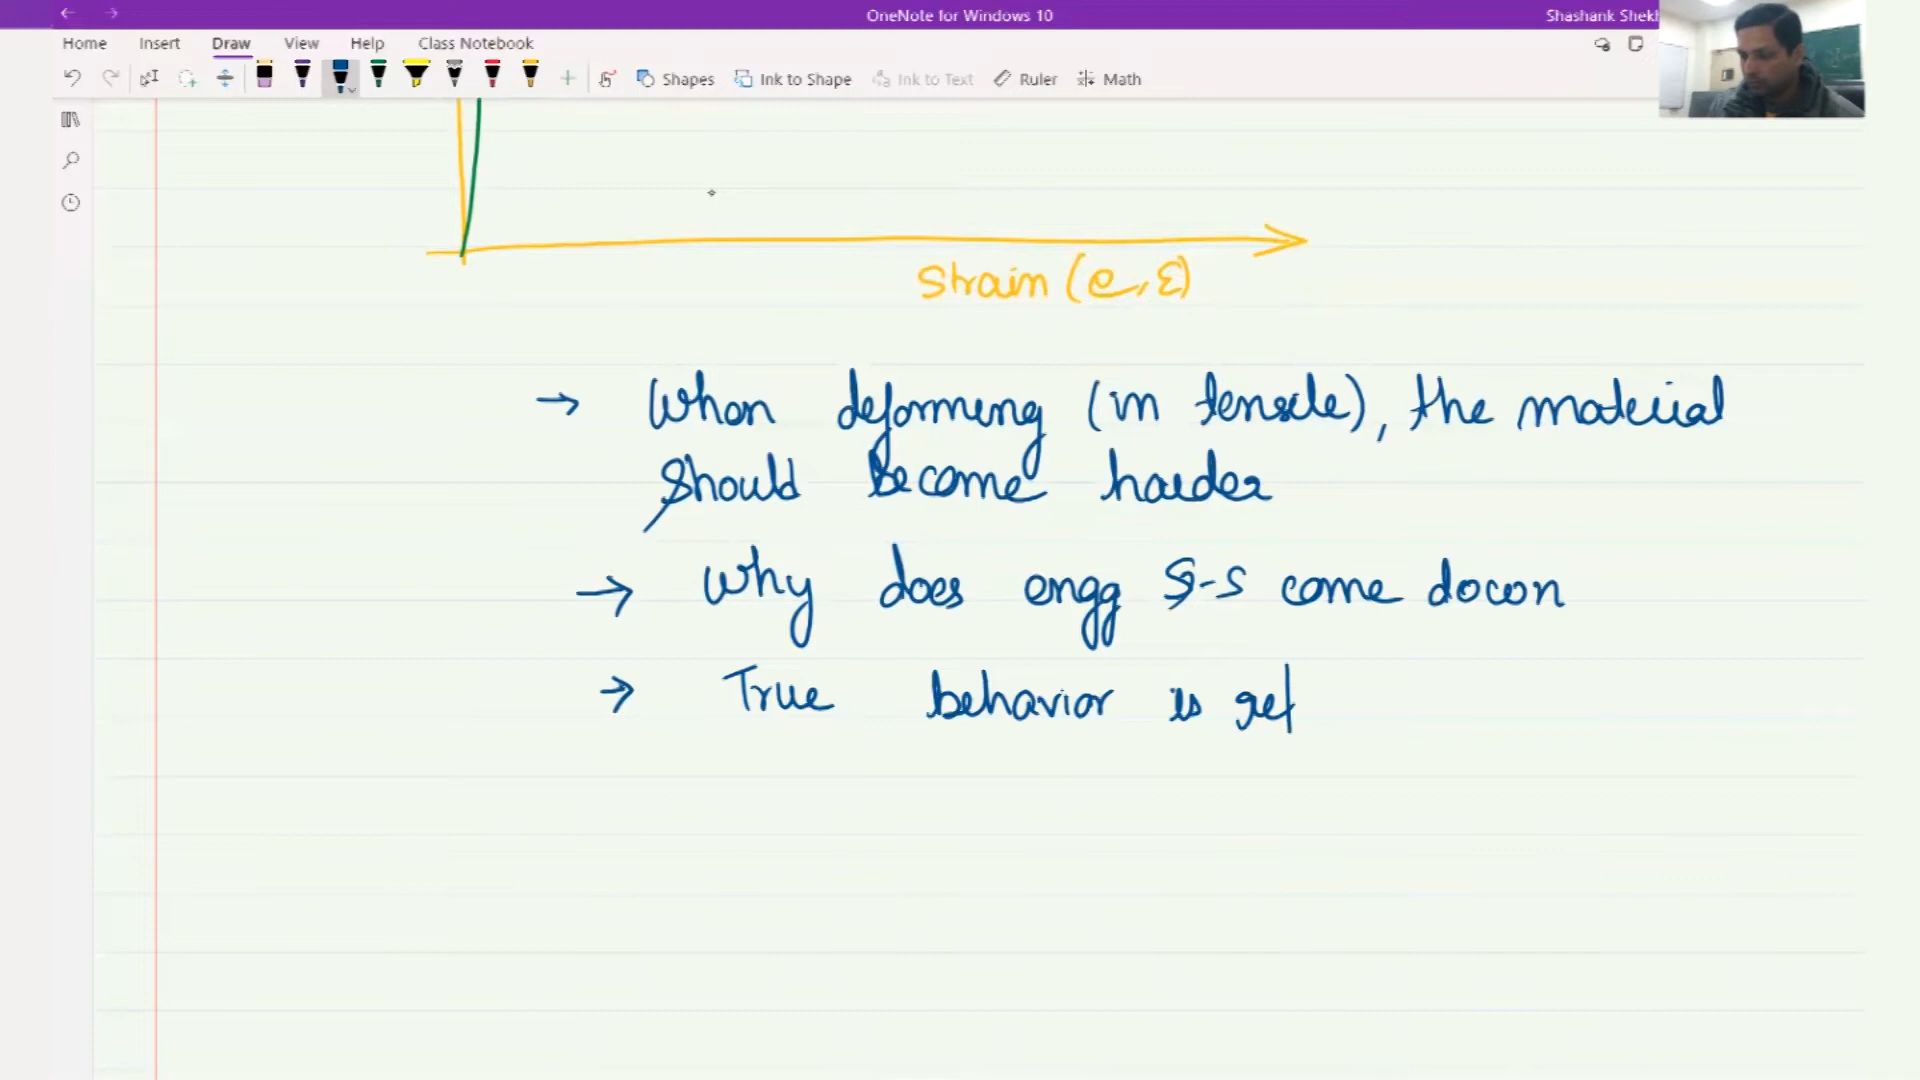 OneNote for Windows 10
Shashank Shekh
Home Insert Draw View Help Class Notebook
Shapes Ink to Shape Ink to Text Ruler Math
Strain (e, ε)
→ When deforming (in tensile), the material
should become harder
→ Why does engg S-S come down
→ True behavior is ref